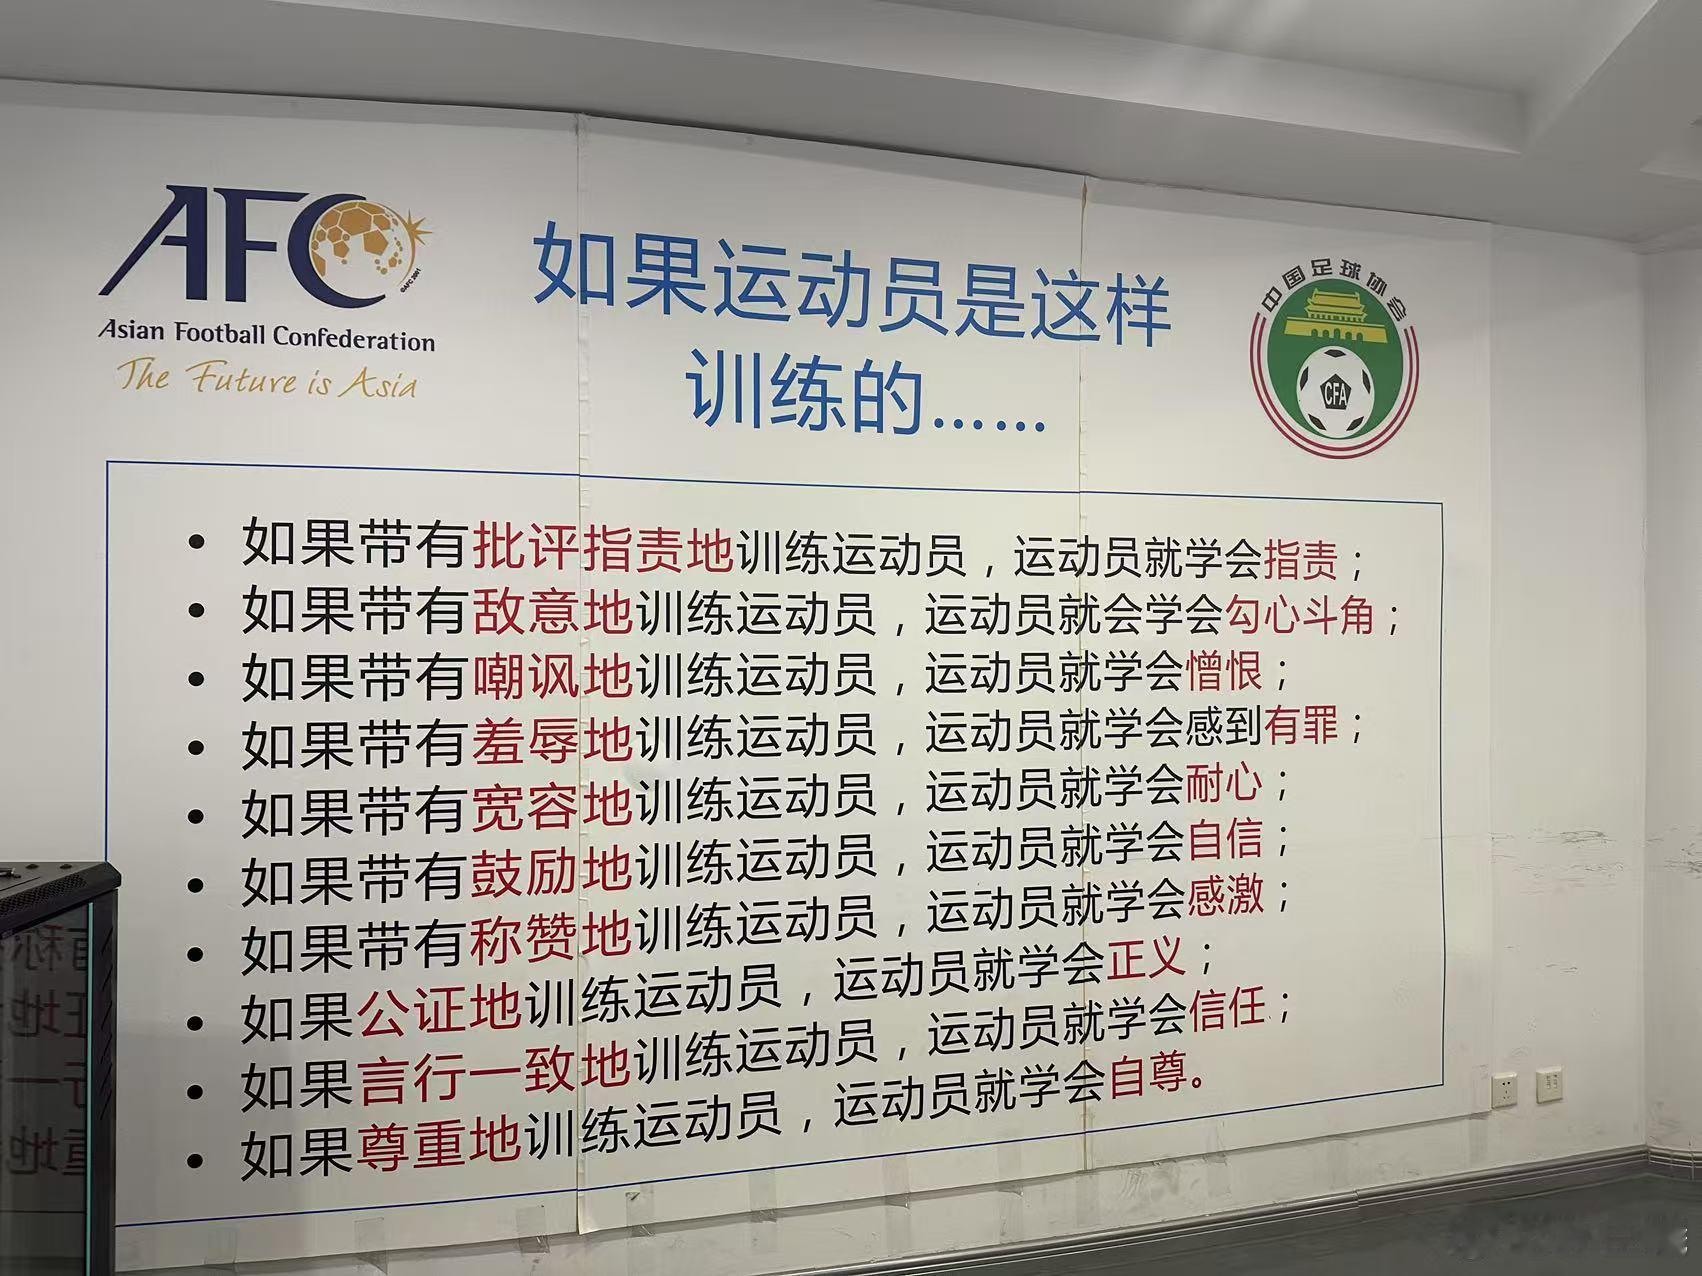 AFC
©AFC 2001
Asian Football Confederation
The Future is Asia
如果运动员是这样
训练的……
中国足球协会
CFA
• 如果带有批评指责地训练运动员，运动员就学会指责；
• 如果带有敌意地训练运动员，运动员就会学会勾心斗角；
• 如果带有嘲讽地训练运动员，运动员就学会憎恨；
• 如果带有羞辱地训练运动员，运动员就学会感到有罪；
• 如果带有宽容地训练运动员，运动员就学会耐心；
• 如果带有鼓励地训练运动员，运动员就学会自信；
• 如果带有称赞地训练运动员，运动员就学会感激；
• 如果公证地训练运动员，运动员就学会正义；
• 如果言行一致地训练运动员，运动员就学会信任；
• 如果尊重地训练运动员，运动员就学会自尊。